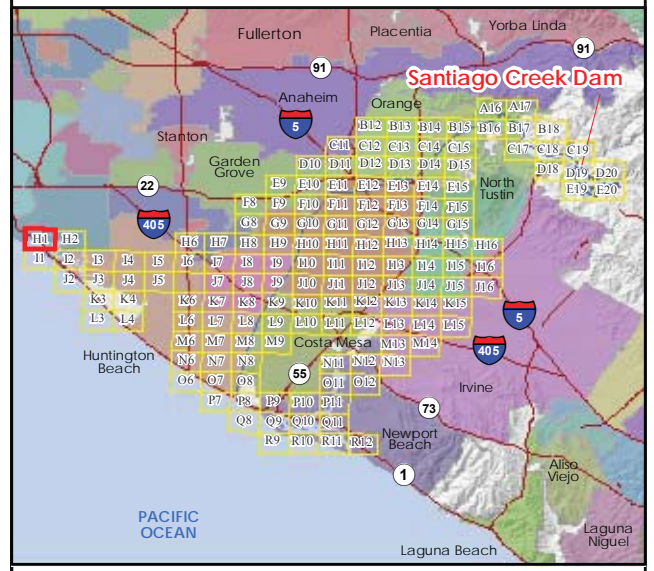 Yorba Linda
Fullerton
Placentia
91
91
Santiago Creek Dam
Anaheim
Orange
A16 A17
5
B12 B13 B14 B15 B16 B17 B18
Stanton
C11 C12 C13 C14 C15 C17 C18 C19
Garden
Grove
D10 D11 D12 D13 D14 D15 D18 D19 D20
22
E9 E10 E11 E12 E13 E14 E15 E19 E20
North
Tustin
F8 F9 F10 F11 F12 F13 F14 F15
405
G8 G9 G10 G11 G12 G13 G14 G15
H1 H2 H6 H7 H8 H9 H10 H11 H12 H13 H14 H15 H16
I1 I2 I3 I4 I5 I6 I7 I8 I9 I10 I11 I12 I13 I14 I15 I16
J2 J3 J4 J5 J7 J8 J9 J10 J11 J12 J13 J14 J15 J16
K3 K4 K6 K7 K8 K9 K10 K11 K12 K13 K14 K15
5
L3 L4 L6 L7 L8 L9 L10 L11 L12 L13 L14 L15
M6 M7 M8 M9 Costa Mesa M13 M14
405
Huntington
Beach
N6 N7 N8 N11 N12 N13
55
O6 O7 O8 O11 O12
Irvine
P7 P8 P9 P10 P11
73
Q8 Q9 Q10 Q11
Newport
Beach
R9 R10 R11 R12
1
Aliso
Viejo
PACIFIC
OCEAN
Laguna
Niguel
Laguna Beach